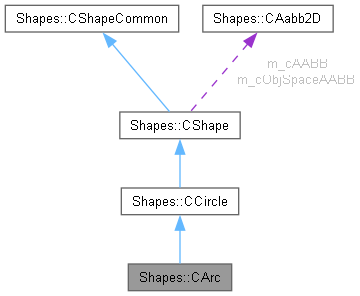 Shapes::CShapeCommon
Shapes::CAabb2D
m_cAABB
m_cObjSpaceAABB
Shapes::CShape
Shapes::CCircle
Shapes::CArc